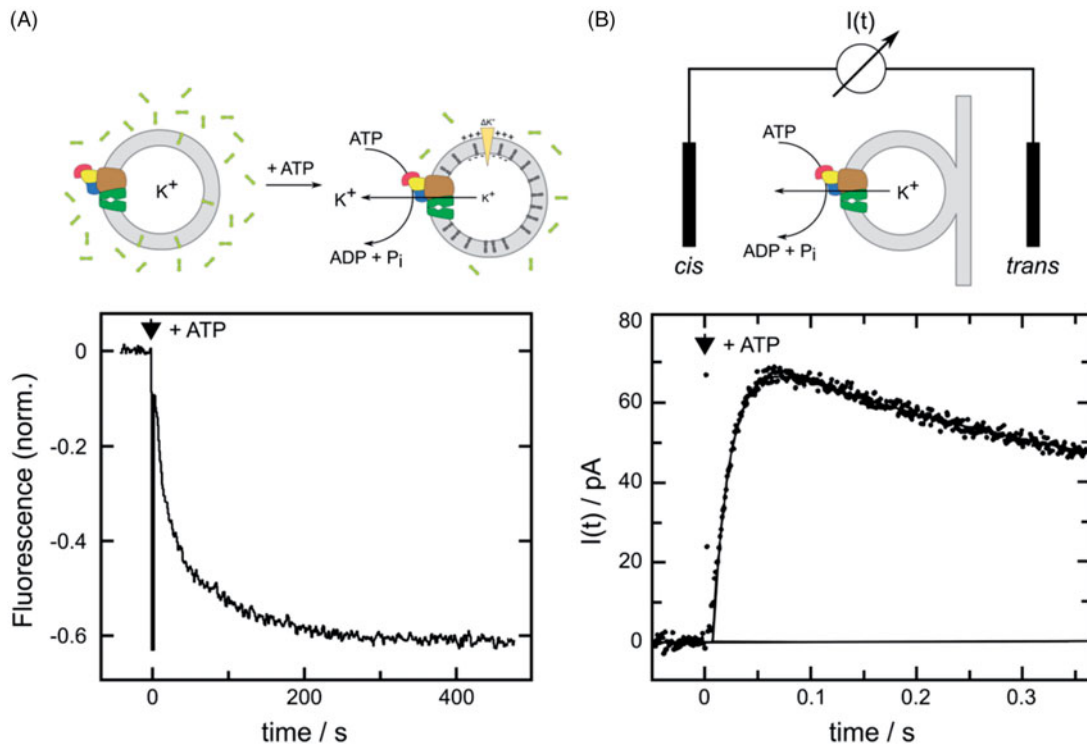 (A)
+ ATP
K+
ATP
K+
ADP + Pi
K+
ΔK+
+++
+++
Fluorescence (norm.)
0
-0.2
-0.4
-0.6
+ ATP
0
200
400
time / s
(B)
I(t)
ATP
K+
ADP + Pi
cis
trans
I(t) / pA
80
60
40
20
0
+ ATP
0
0.1
0.2
0.3
time / s